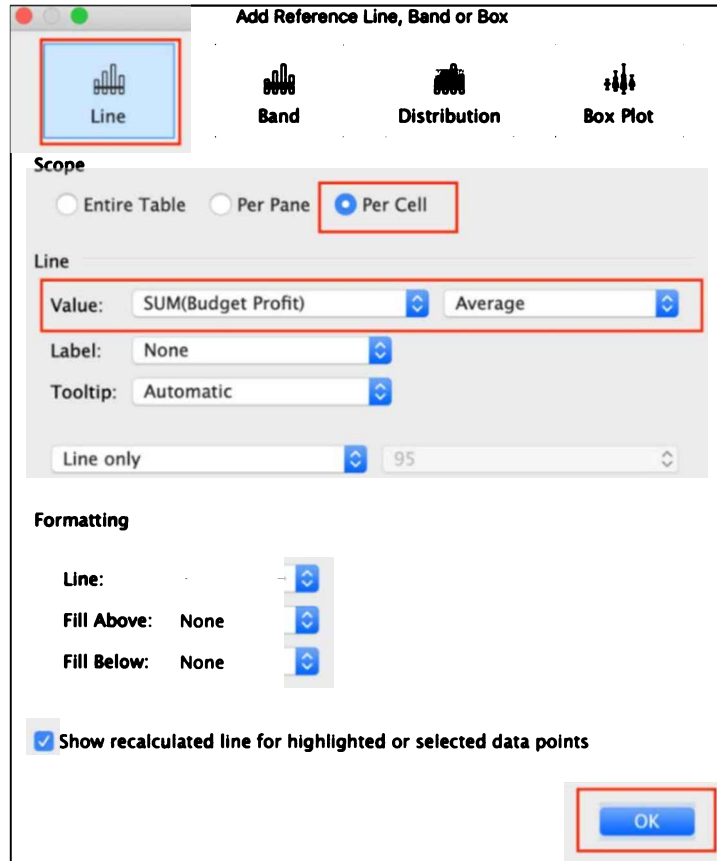 Add Reference Line, Band or Box
Line Band Distribution Box Plot
Scope
Entire Table Per Pane Per Cell
Line
Value: SUM(Budget Profit) Average
Label: None
Tooltip: Automatic
Line only 95
Formatting
Line:
Fill Above: None
Fill Below: None
Show recalculated line for highlighted or selected data points
OK